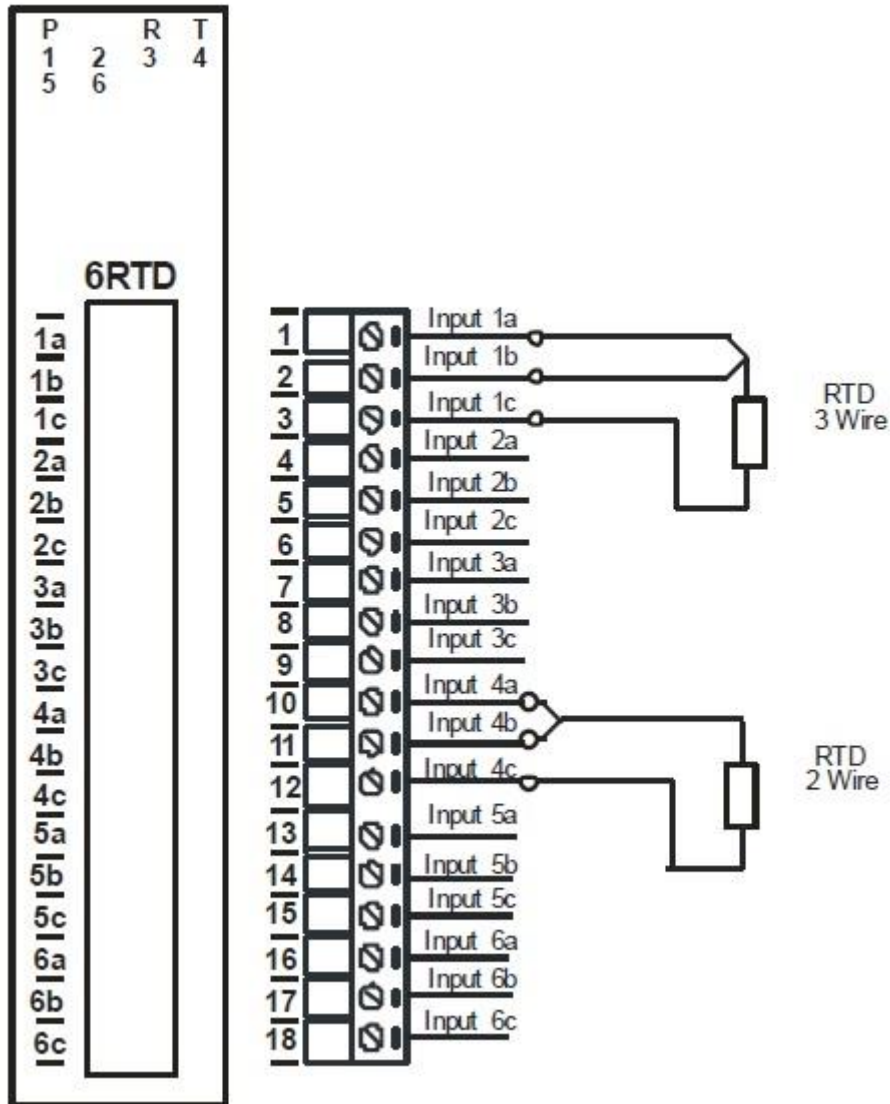 P R T
1 2 3 4
5 6
6RTD
1a
1b
1c
2a
2b
2c
3a
3b
3c
4a
4b
4c
5a
5b
5c
6a
6b
6c
1
2
3
4
5
6
7
8
9
10
11
12
13
14
15
16
17
18
Input 1a
Input 1b
Input 1c
Input 2a
Input 2b
Input 2c
Input 3a
Input 3b
Input 3c
Input 4a
Input 4b
Input 4c
Input 5a
Input 5b
Input 5c
Input 6a
Input 6b
Input 6c
RTD
3 Wire
RTD
2 Wire